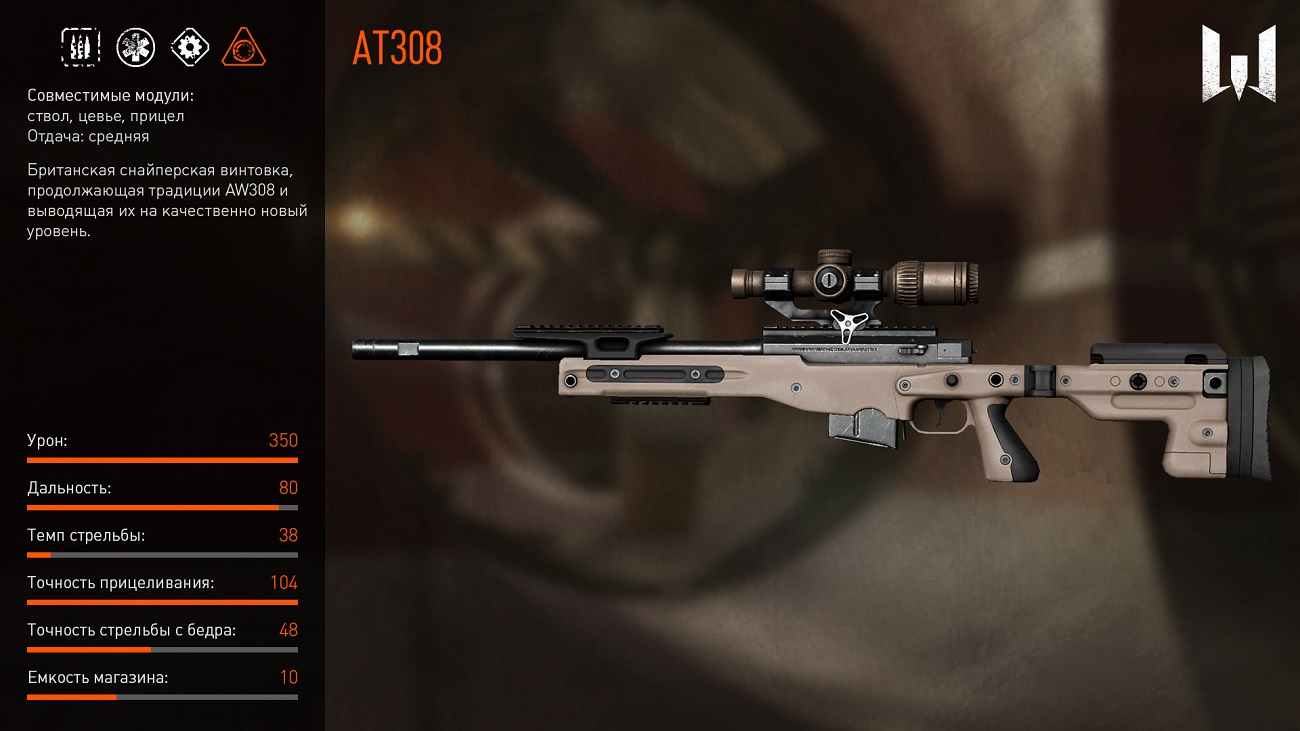 AT308
Совместимые модули:
ствол, цевье, прицел
Отдача: средняя
Британская снайперская винтовка,
продолжающая традиции AW308 и
выводящая их на качественно новый
уровень.
Урон: 350
Дальность: 80
Темп стрельбы: 38
Точность прицеливания: 104
Точность стрельбы с бедра: 48
Емкость магазина: 10